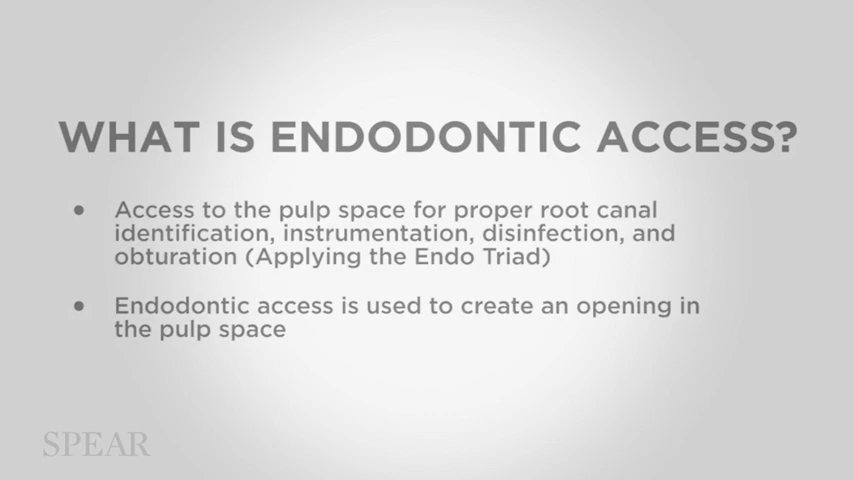 WHAT IS ENDODONTIC ACCESS?
• Access to the pulp space for proper root canal
identification, instrumentation, disinfection, and
obturation (Applying the Endo Triad)
• Endodontic access is used to create an opening in
the pulp space
SPEAR